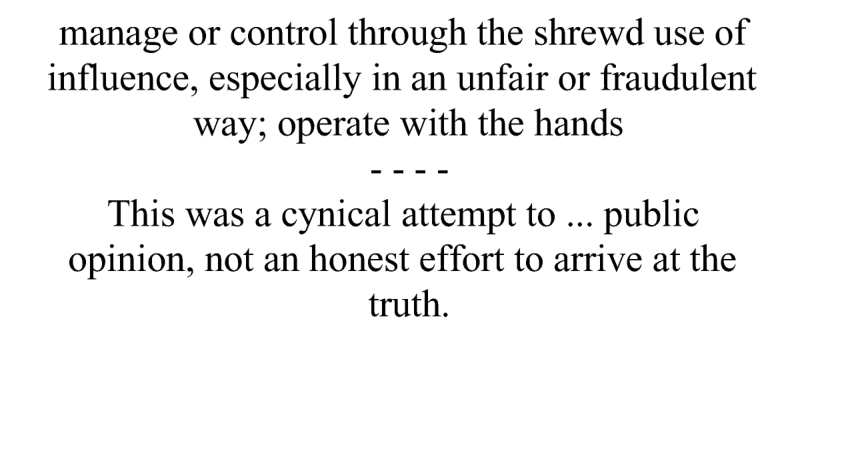 manage or control through the shrewd use of
influence, especially in an unfair or fraudulent
way; operate with the hands
- - - -
This was a cynical attempt to ... public
opinion, not an honest effort to arrive at the
truth.